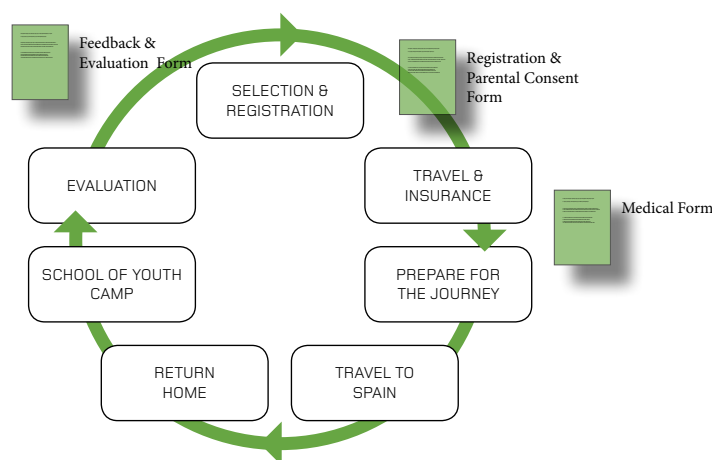 Feedback &
Evaluation Form
Registration &
Parental Consent
Form
SELECTION &
REGISTRATION
EVALUATION
TRAVEL &
INSURANCE
Medical Form
SCHOOL OF YOUTH
CAMP
PREPARE FOR
THE JOURNEY
RETURN
HOME
TRAVEL TO
SPAIN